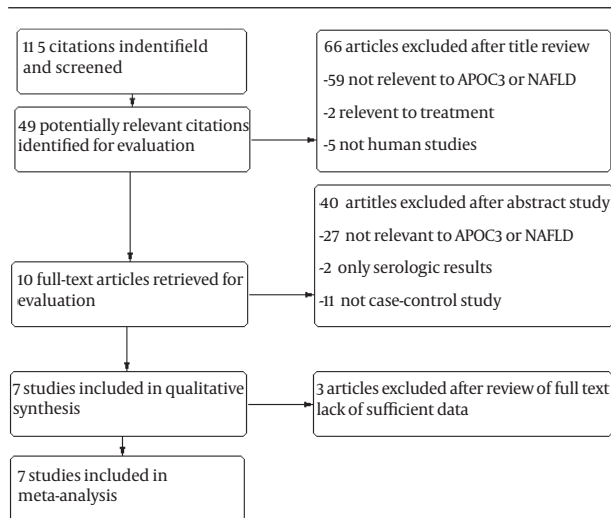 11 5 citations indentifield
and screened
66 articles excluded after title review
-59 not relevent to APOC3 or NAFLD
-2 relevent to treatment
-5 not human studies
49 potentially relevant citations
identified for evaluation
40 artitles excluded after abstract study
-27 not relevant to APOC3 or NAFLD
-2 only serologic results
-11 not case-control study
10 full-text articles retrieved for
evaluation
7 studies included in qualitative
synthesis
3 articles excluded after review of full text
lack of sufficient data
7 studies included in
meta-analysis